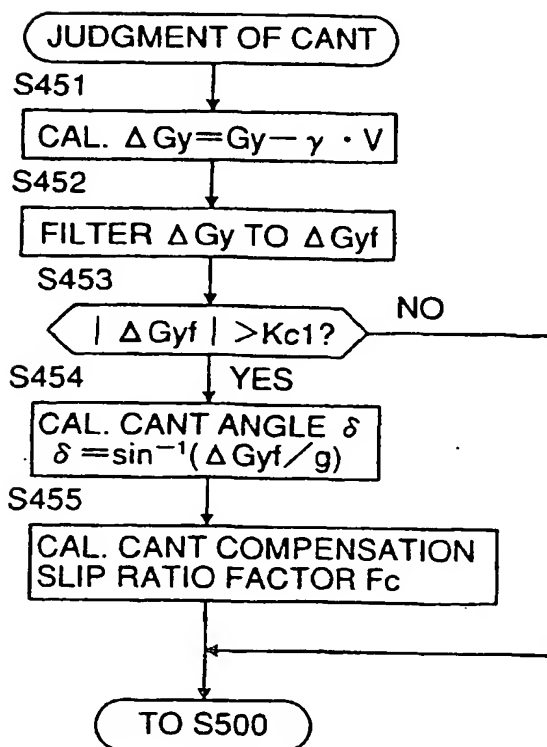 JUDGMENT OF CANT
S451
CAL. ΔGy=Gy−γ・V
S452
FILTER ΔGy TO ΔGyf
S453
| ΔGyf | >Kc1?
NO
S454
YES
CAL. CANT ANGLE δ
δ=sin⁻¹(ΔGyf/g)
S455
CAL. CANT COMPENSATION
SLIP RATIO FACTOR Fc
TO S500